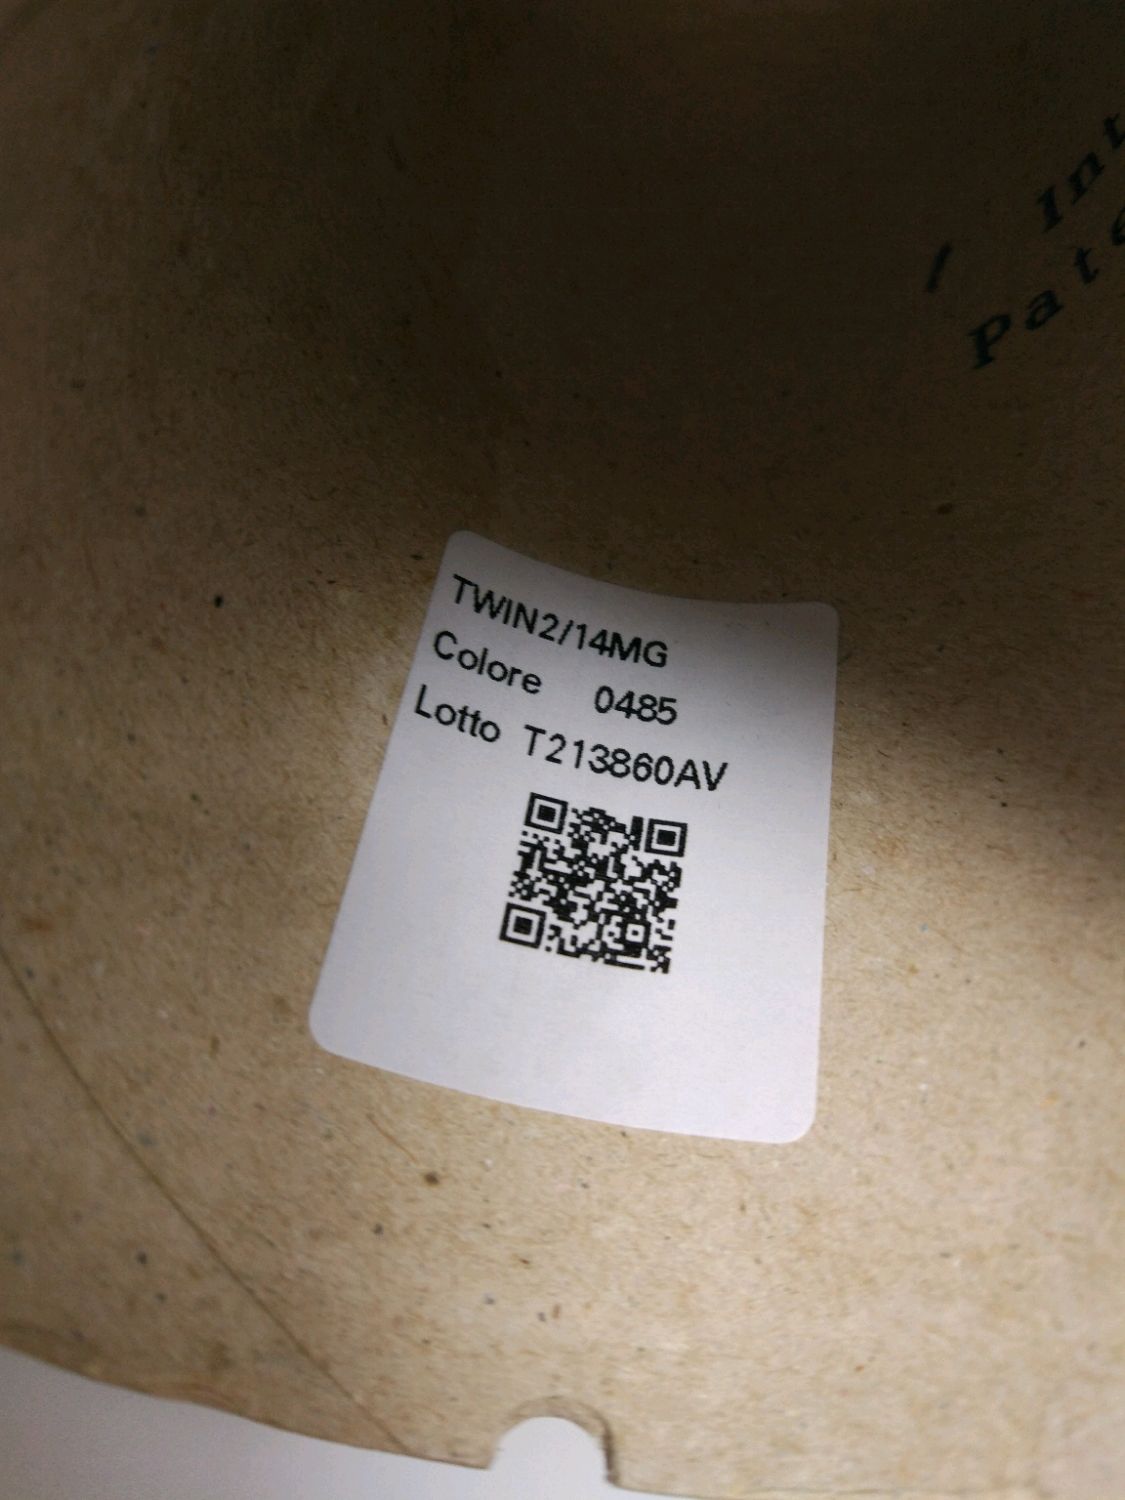 TWIN2/14MG
Colore 0485
Lotto T213860AV
/